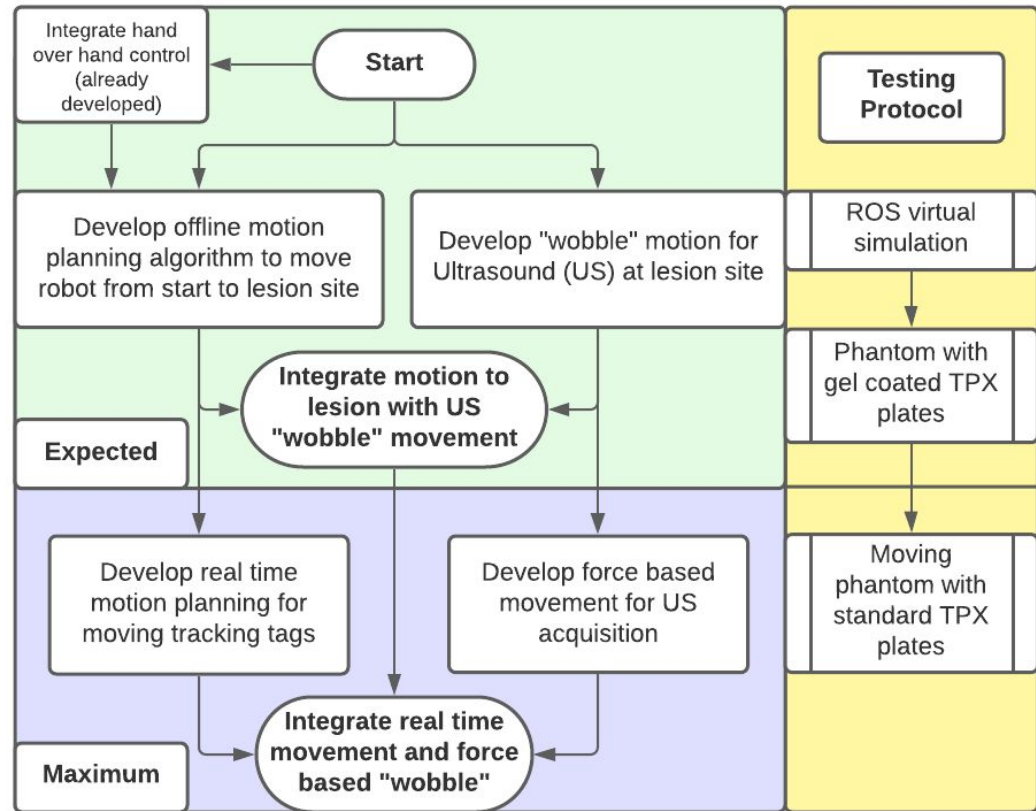 Integrate hand
over hand control
(already
developed)
Start
Testing
Protocol
Develop offline motion
planning algorithm to move
robot from start to lesion site
Develop "wobble" motion for
Ultrasound (US) at lesion site
ROS virtual
simulation
Integrate motion to
lesion with US
"wobble" movement
Phantom with
gel coated TPX
plates
Expected
Develop real time
motion planning for
moving tracking tags
Develop force based
movement for US
acquisition
Moving
phantom with
standard TPX
plates
Integrate real time
movement and force
based "wobble"
Maximum